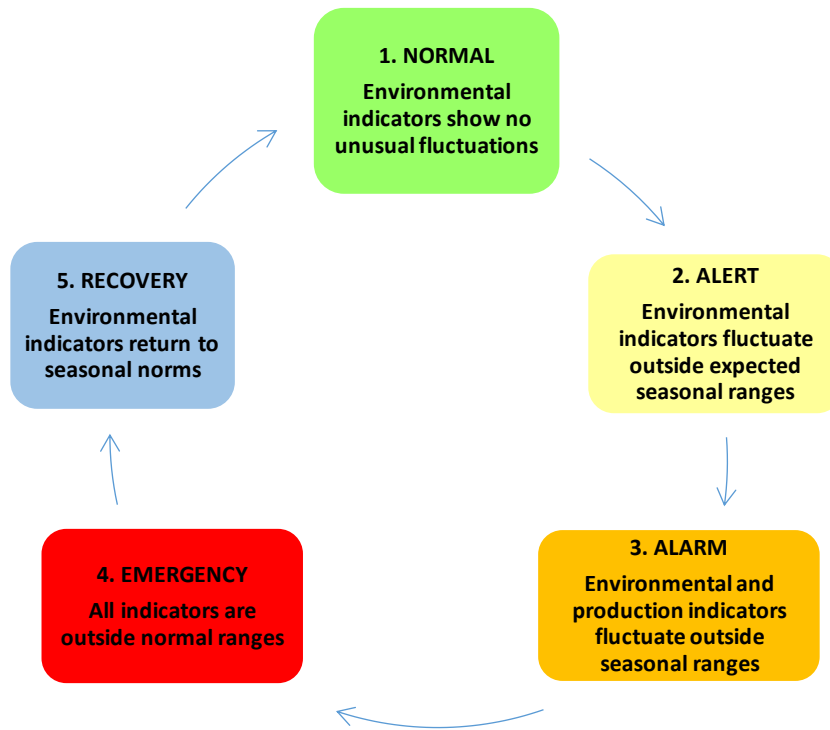 1. NORMAL
Environmental
indicators show no
unusual fluctuations
2. ALERT
Environmental
indicators fluctuate
outside expected
seasonal ranges
3. ALARM
Environmental and
production indicators
fluctuate outside
seasonal ranges
4. EMERGENCY
All indicators are
outside normal ranges
5. RECOVERY
Environmental
indicators return to
seasonal norms